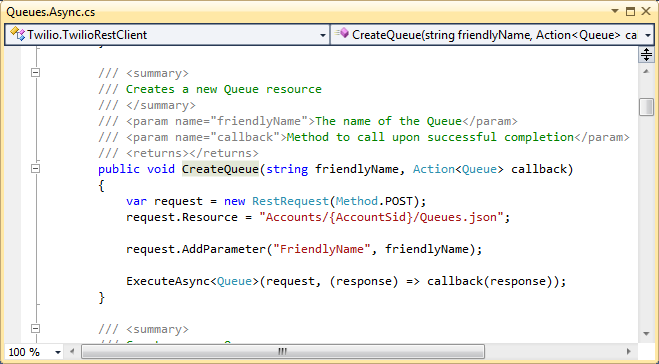 Queues.Async.cs
Twilio.TwilioRestClient
CreateQueue(string friendlyName, Action<Queue> ca
/// <summary>
/// Creates a new Queue resource
/// </summary>
/// <param name="friendlyName">The name of the Queue</param>
/// <param name="callback">Method to call upon successful completion</param>
/// <returns></returns>
public void CreateQueue(string friendlyName, Action<Queue> callback)
{
var request = new RestRequest(Method.POST);
request.Resource = "Accounts/{AccountSid}/Queues.json";
request.AddParameter("FriendlyName", friendlyName);
ExecuteAsync<Queue>(request, (response) => callback(response));
}
/// <summary>
100 %